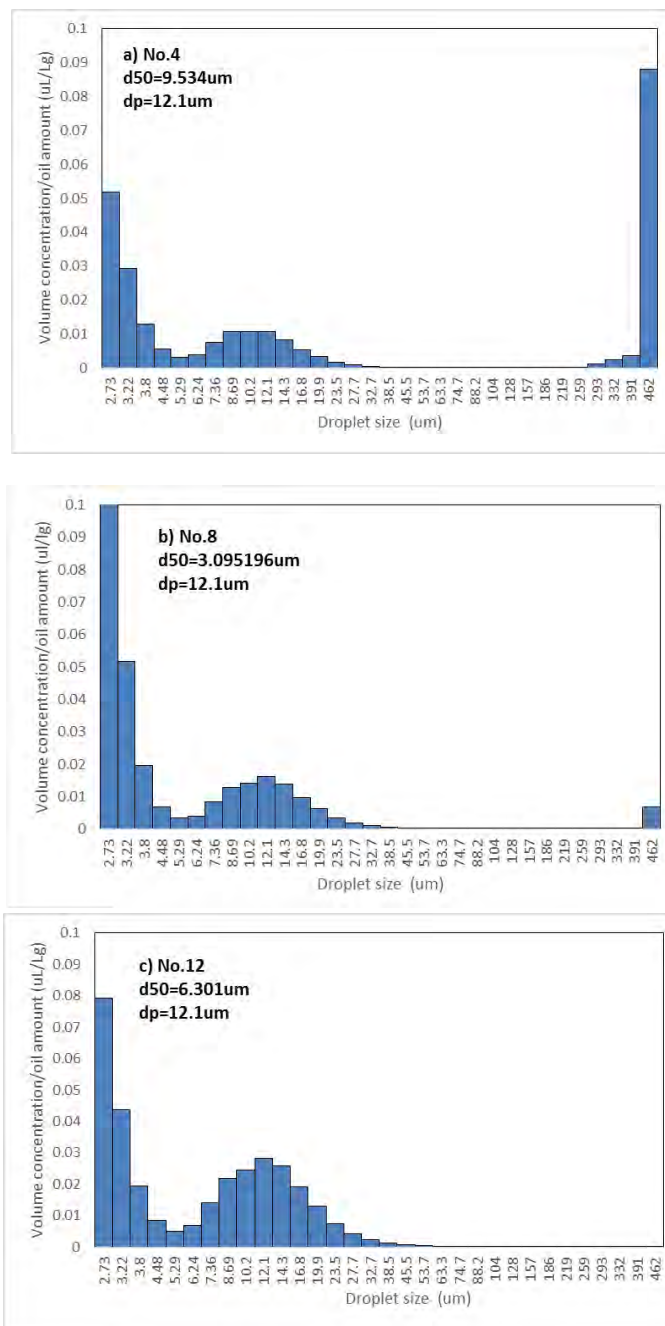 a) No.4
d50=9.534um
dp=12.1um
Volume concentration/oil amount (uL/Lg)
0.1
0.09
0.08
0.07
0.06
0.05
0.04
0.03
0.02
0.01
0
2.73 3.22 3.8 4.48 5.29 6.24 7.36 8.69 10.2 12.1 14.3 16.8 19.9 23.5 27.7 32.7 38.5 45.5 53.7 63.3 74.7 88.2 104 128 157 186 219 259 293 332 391 462
Droplet size (um)
b) No.8
d50=3.095196um
dp=12.1um
Volume concentration/oil amount (ul/lg)
0.1
0.09
0.08
0.07
0.06
0.05
0.04
0.03
0.02
0.01
0
2.73 3.22 3.8 4.48 5.29 6.24 7.36 8.69 10.2 12.1 14.3 16.8 19.9 23.5 27.7 32.7 38.5 45.5 53.7 63.3 74.7 88.2 104 128 157 186 219 259 293 332 391 462
Droplet size (um)
c) No.12
d50=6.301um
dp=12.1um
Volume concentration/oil amount (uL/Lg)
0.1
0.09
0.08
0.07
0.06
0.05
0.04
0.03
0.02
0.01
0
2.73 3.22 3.8 4.48 5.29 6.24 7.36 8.69 10.2 12.1 14.3 16.8 19.9 23.5 27.7 32.7 38.5 45.5 53.7 63.3 74.7 88.2 104 128 157 186 219 259 293 332 391 462
Droplet size (um)